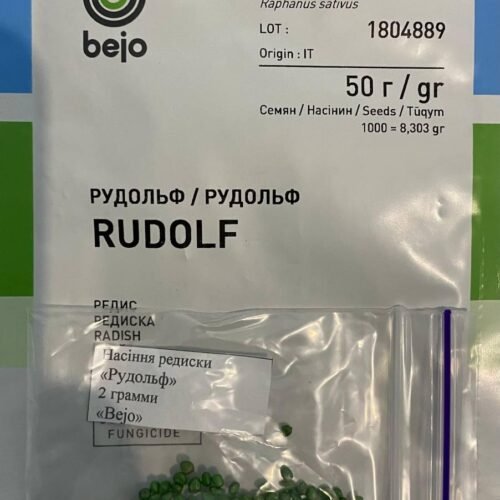 Raphanus sativus
LOT : 1804889
Origin : IT
bejo
50 г / gr
Семян / Насінин / Seeds / Tūqym
1000 = 8,303 gr
РУДОЛЬФ / РУДОЛЬФ
RUDOLF
РЕДИС
РЕДИСКА
RADISH
Насіння редиски
«Рудольф»
2 грамми
«Bejo»
FUNGICIDE